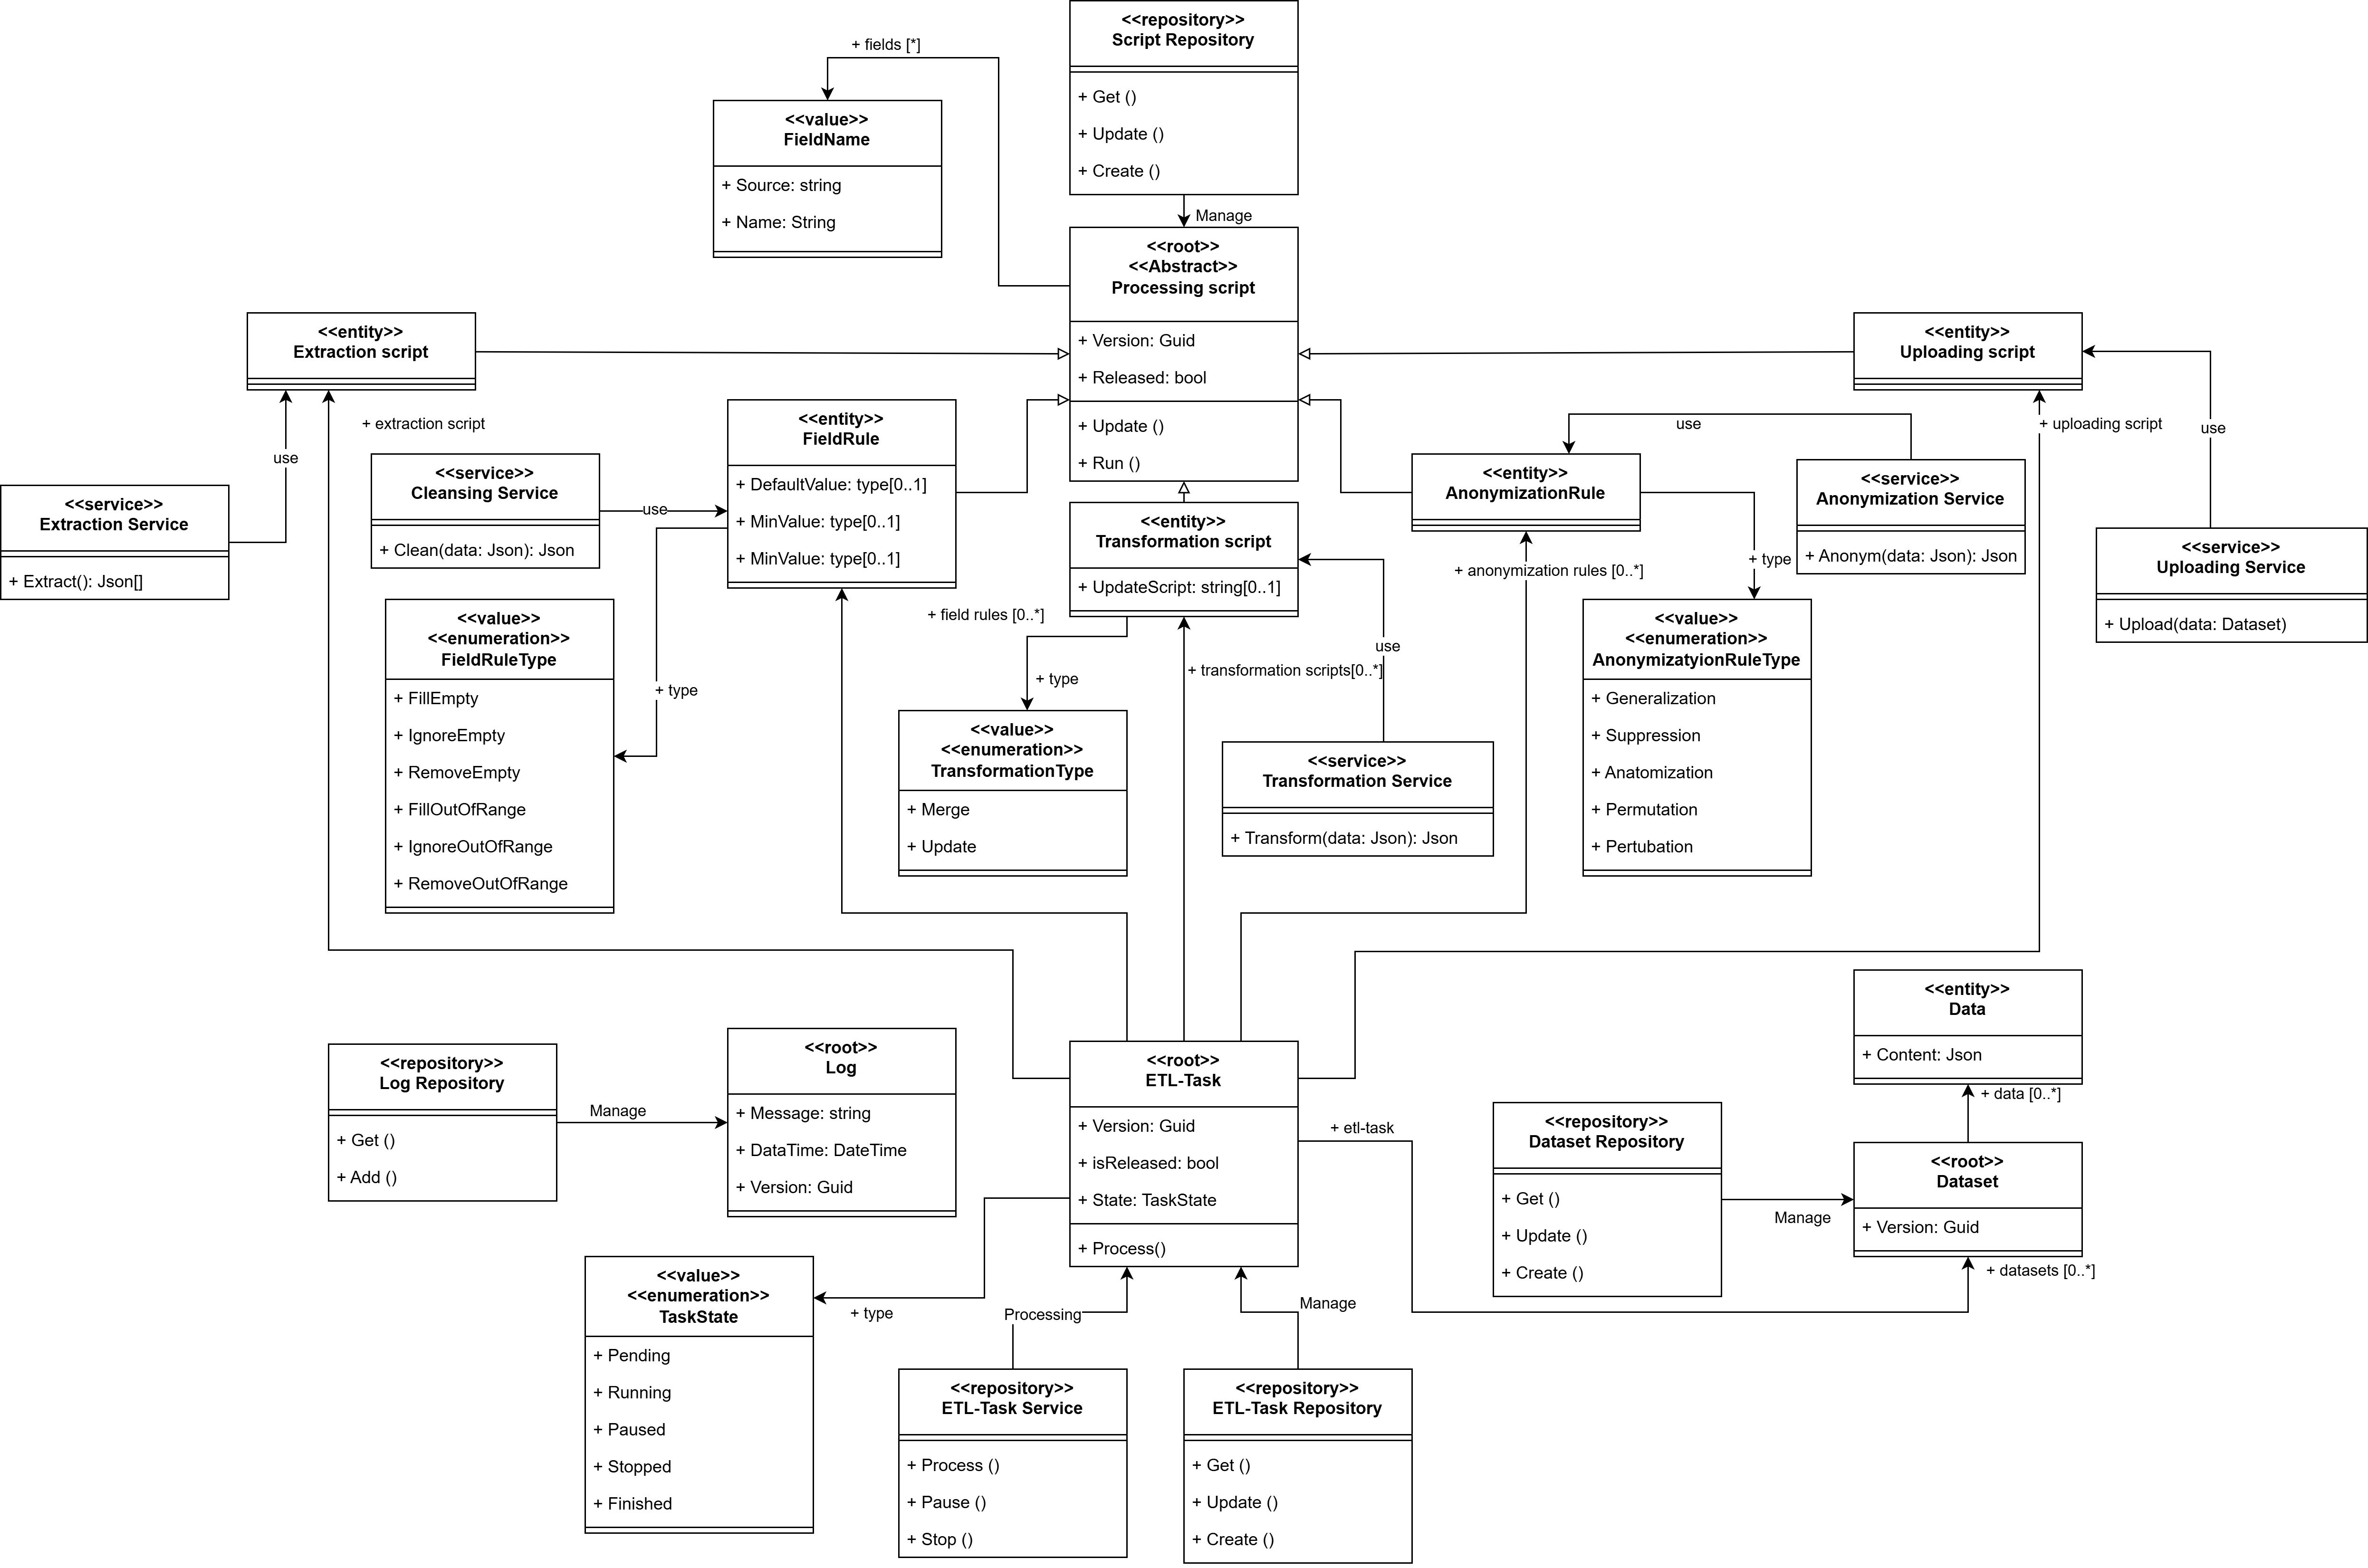 <<repository>>
Script Repository
+ Get ()
+ Update ()
+ Create ()
+ fields [*]
<<value>>
FieldName
+ Source: string
+ Name: String
Manage
<<root>>
<<Abstract>>
Processing script
+ Version: Guid
+ Released: bool
+ Update ()
+ Run ()
<<entity>>
Extraction script
<<entity>>
Uploading script
+ extraction script
use
<<service>>
Extraction Service
+ Extract(): Json[]
<<service>>
Cleansing Service
+ Clean(data: Json): Json
use
<<entity>>
FieldRule
+ DefaultValue: type[0..1]
+ MinValue: type[0..1]
+ MinValue: type[0..1]
<<value>>
<<enumeration>>
FieldRuleType
+ FillEmpty
+ IgnoreEmpty
+ RemoveEmpty
+ FillOutOfRange
+ IgnoreOutOfRange
+ RemoveOutOfRange
+ type
+ field rules [0..*]
<<entity>>
Transformation script
+ UpdateScript: string[0..1]
+ type
+ transformation scripts[0..*]
use
<<value>>
<<enumeration>>
TransformationType
+ Merge
+ Update
<<service>>
Transformation Service
+ Transform(data: Json): Json
<<entity>>
AnonymizationRule
use
+ anonymization rules [0..*]
+ type
<<service>>
Anonymization Service
+ Anonym(data: Json): Json
<<value>>
<<enumeration>>
AnonymizatyionRuleType
+ Generalization
+ Suppression
+ Anatomization
+ Permutation
+ Pertubation
+ uploading script
use
<<service>>
Uploading Service
+ Upload(data: Dataset)
<<repository>>
Log Repository
+ Get ()
+ Add ()
Manage
<<root>>
Log
+ Message: string
+ DataTime: DateTime
+ Version: Guid
<<root>>
ETL-Task
+ Version: Guid
+ isReleased: bool
+ State: TaskState
+ Process()
+ etl-task
<<repository>>
Dataset Repository
+ Get ()
+ Update ()
+ Create ()
Manage
<<entity>>
Data
+ Content: Json
+ data [0..*]
<<root>>
Dataset
+ Version: Guid
+ datasets [0..*]
<<value>>
<<enumeration>>
TaskState
+ Pending
+ Running
+ Paused
+ Stopped
+ Finished
+ type
Processing
Manage
<<repository>>
ETL-Task Service
+ Process ()
+ Pause ()
+ Stop ()
<<repository>>
ETL-Task Repository
+ Get ()
+ Update ()
+ Create ()